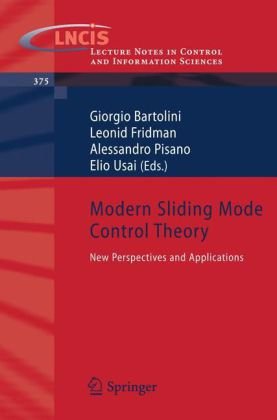 LNCIS
LECTURE NOTES IN CONTROL
AND INFORMATION SCIENCES
375
Giorgio Bartolini
Leonid Fridman
Alessandro Pisano
Elio Usai (Eds.)
Modern Sliding Mode
Control Theory
New Perspectives and Applications
Springer